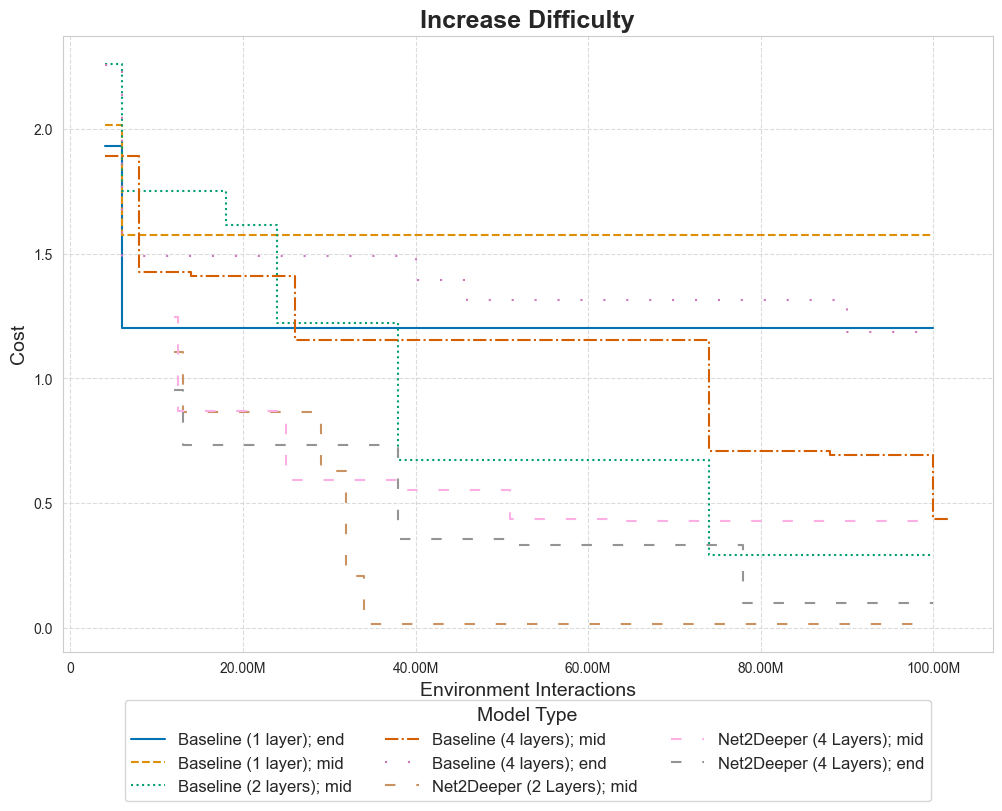 Increase Difficulty
Cost
2.0
1.5
1.0
0.5
0.0
0
20.00M
40.00M
60.00M
80.00M
100.00M
Environment Interactions
Model Type
Baseline (1 layer); end
Baseline (1 layer); mid
Baseline (2 layers); mid
Baseline (4 layers); mid
Baseline (4 layers); end
Net2Deeper (2 Layers); mid
Net2Deeper (4 Layers); mid
Net2Deeper (4 Layers); end